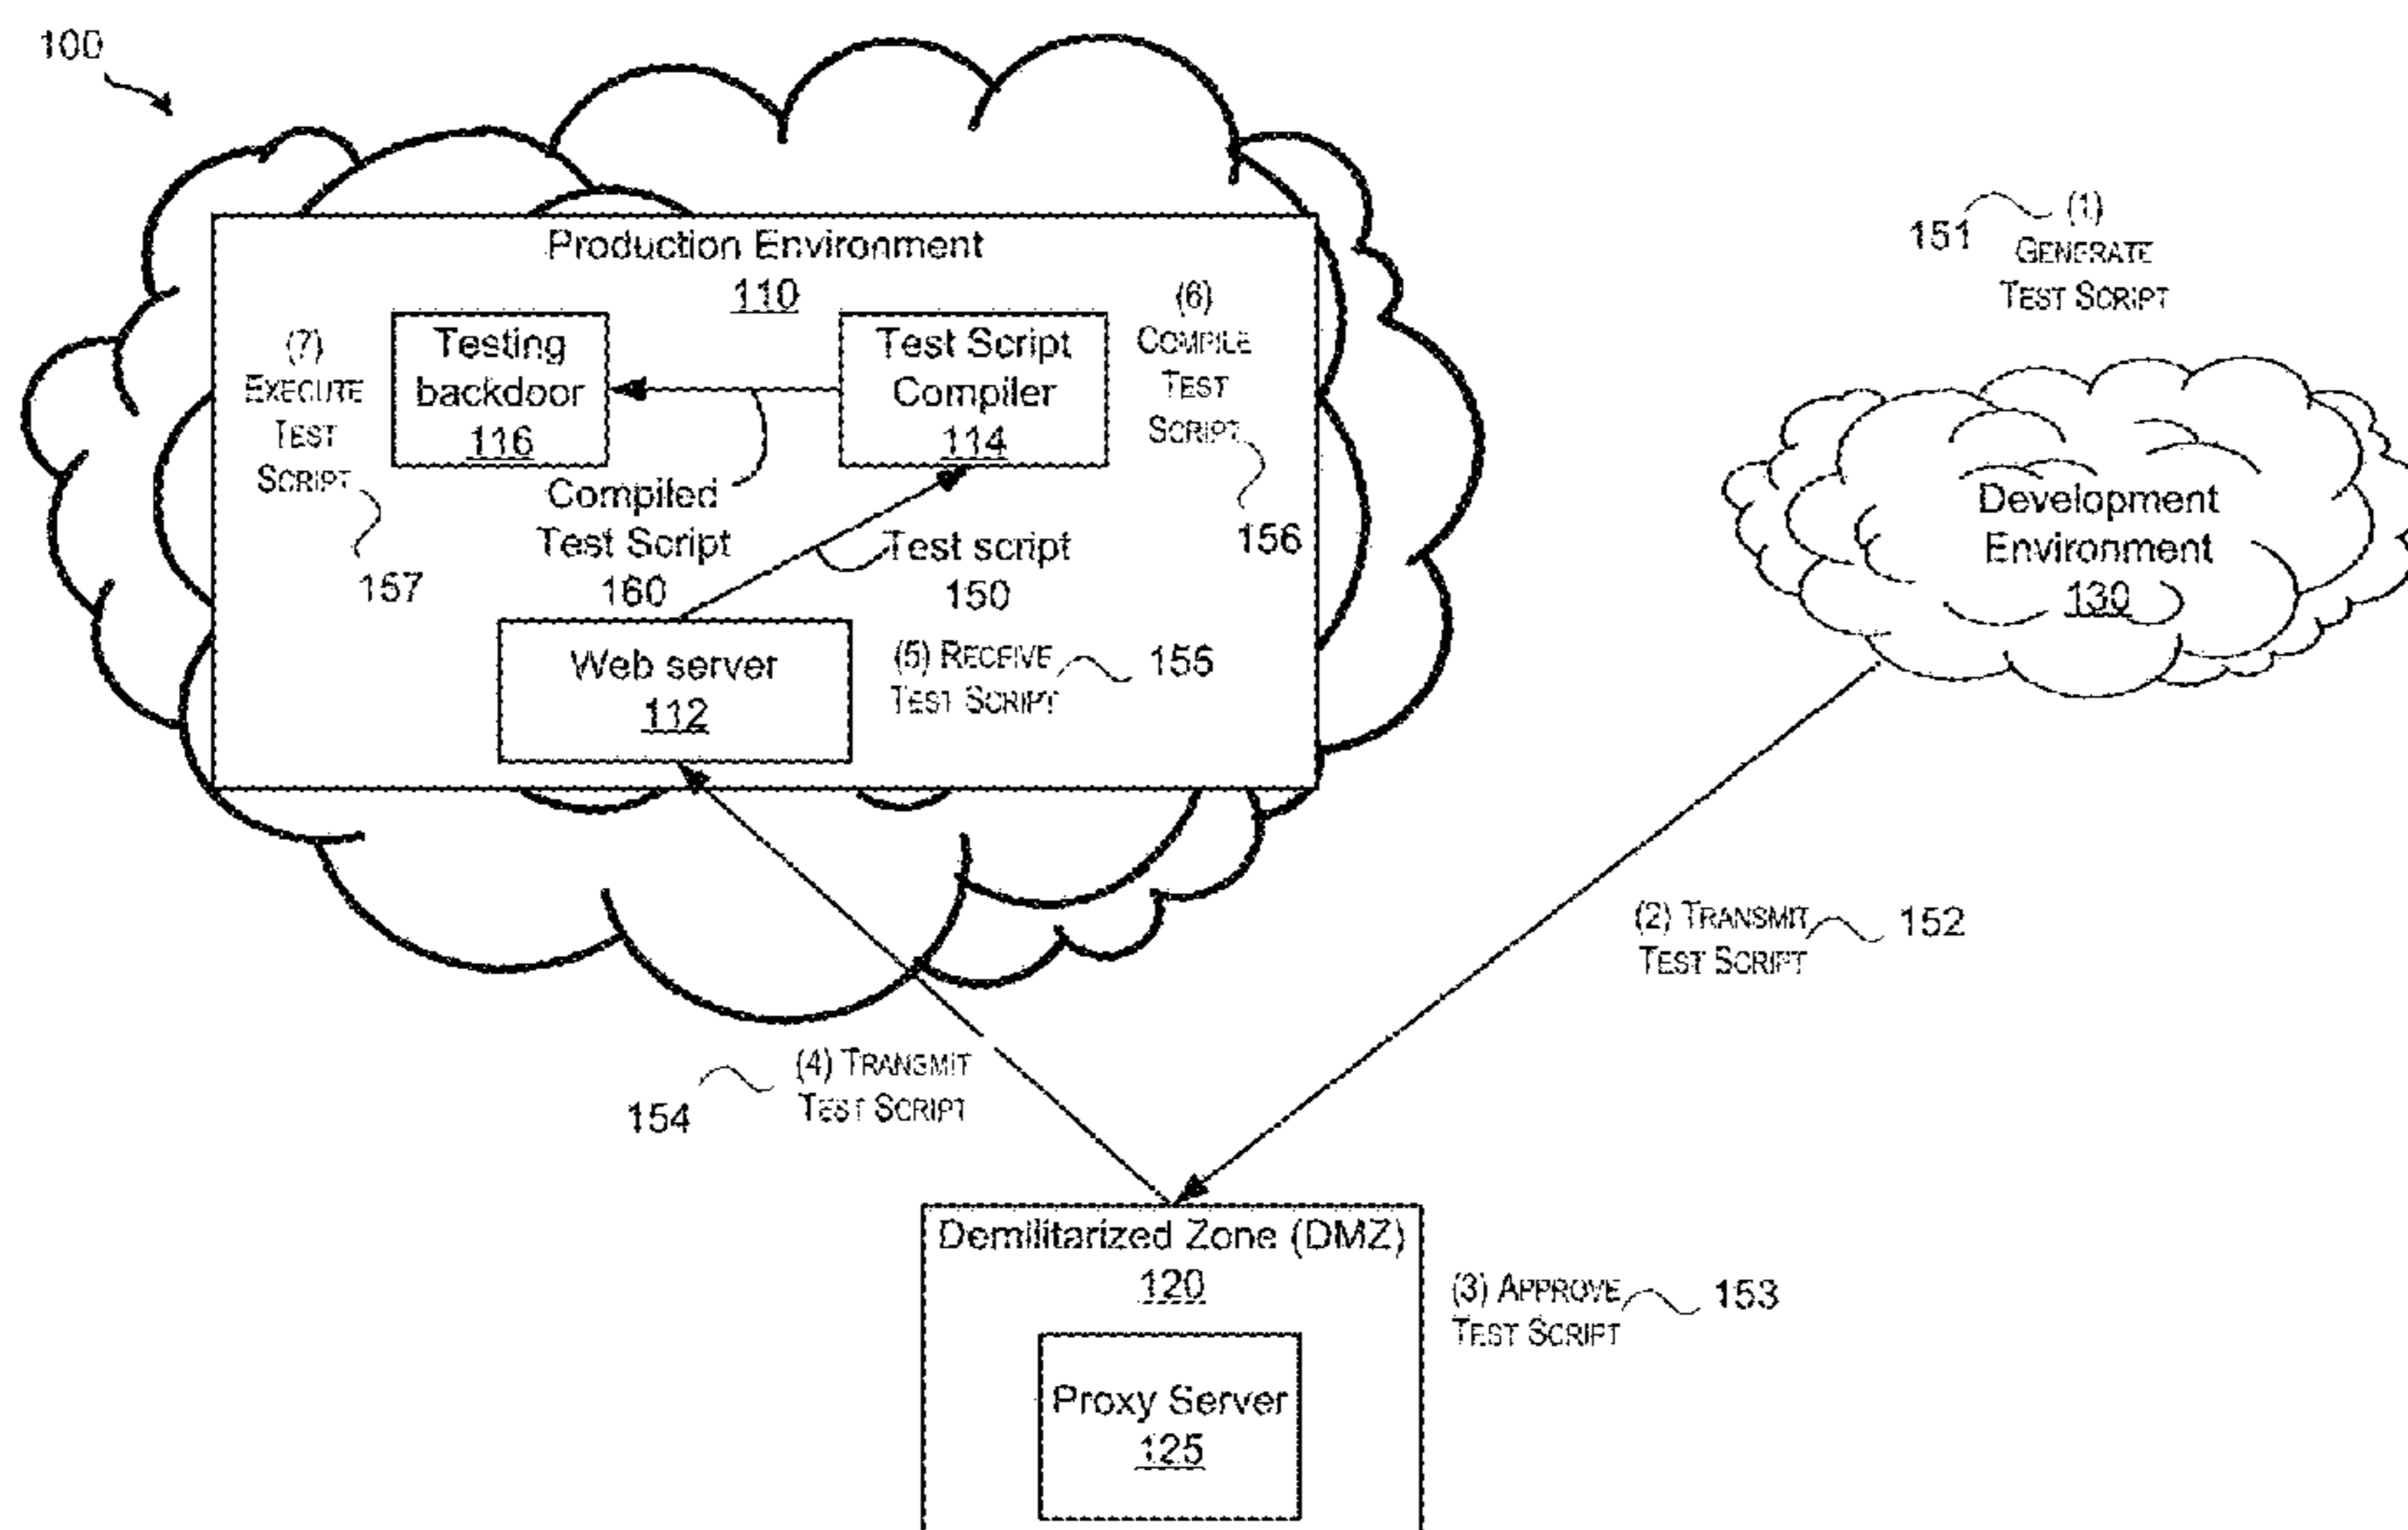 100
Production Environment
110
(7)
EXECUTE
TEST
SCRIPT
157
Testing
backdoor
116
Test Script
Compiler
114
(6)
COMPILE
TEST
SCRIPT
156
Compiled
Test Script
160
Test script
150
Web server
112
(5) RECEIVE
TEST SCRIPT
155
151
(1)
GENERATE
TEST SCRIPT
Development
Environment
130
(2) TRANSMIT
TEST SCRIPT
152
(4) TRANSMIT
TEST SCRIPT
154
Demilitarized Zone (DMZ)
120
(3) APPROVE
TEST SCRIPT
153
Proxy Server
125